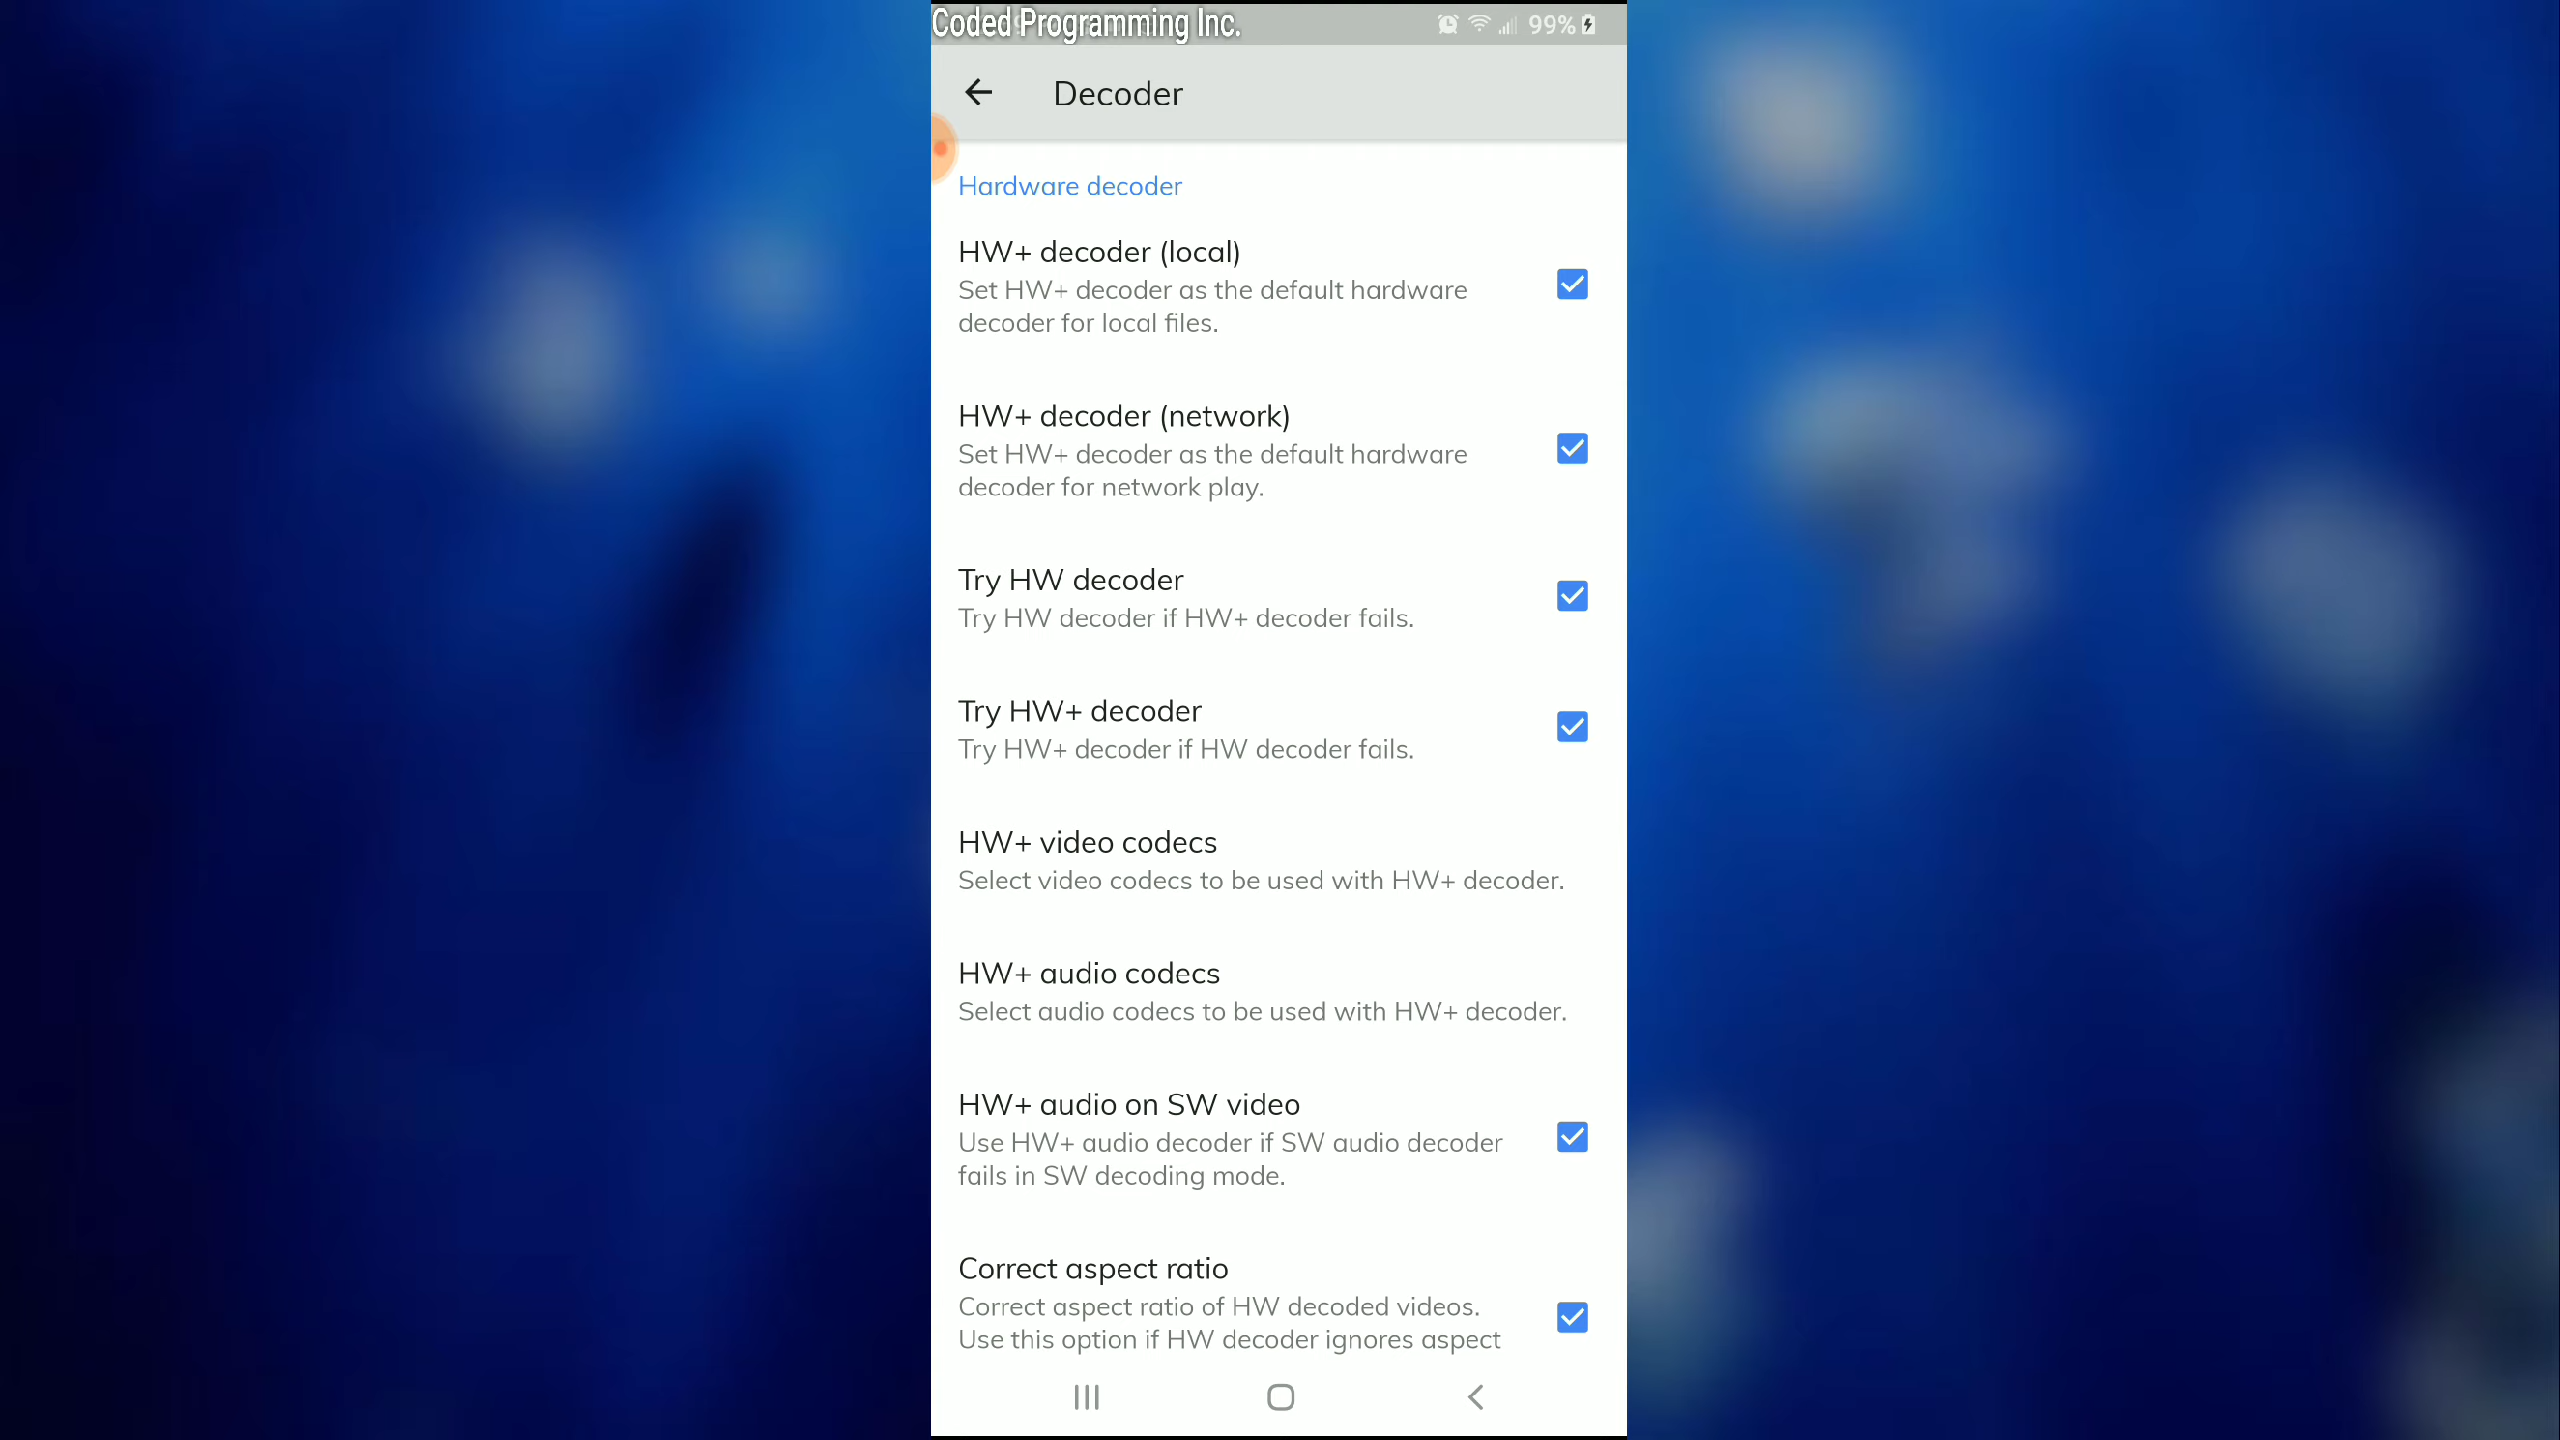 Coded Programming Inc.
99%
Decoder
Hardware decoder
HW+ decoder (local)
Set HW+ decoder as the default hardware
decoder for local files.
HW+ decoder (network)
Set HW+ decoder as the default hardware
decoder for network play.
Try HW decoder
Try HW decoder if HW+ decoder fails.
Try HW+ decoder
Try HW+ decoder if HW decoder fails.
HW+ video codecs
Select video codecs to be used with HW+ decoder.
HW+ audio codecs
Select audio codecs to be used with HW+ decoder.
HW+ audio on SW video
Use HW+ audio decoder if SW audio decoder
fails in SW decoding mode.
Correct aspect ratio
Correct aspect ratio of HW decoded videos.
Use this option if HW decoder ignores aspect